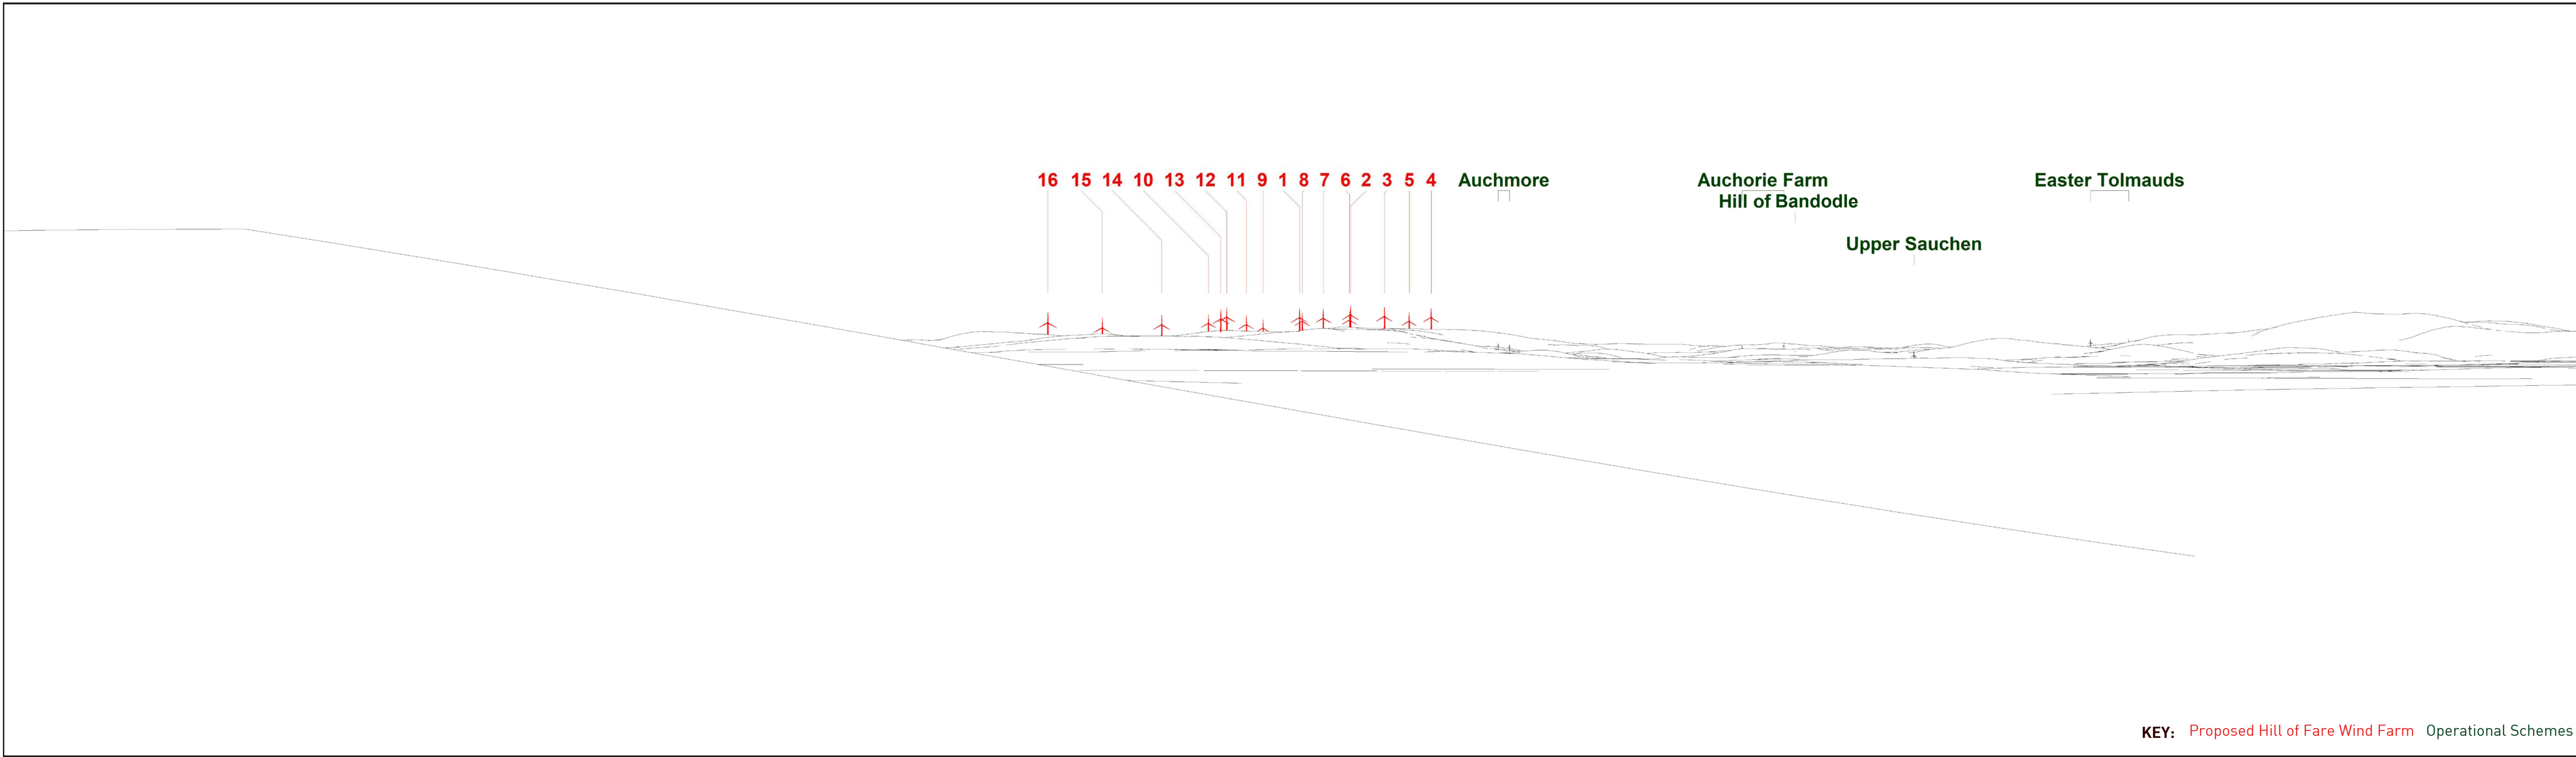 16 15 14 10 13 12 11 9 1 8 7 6 2 3 5 4 Auchmore Auchorie Farm Easter Tolmauds
Hill of Bandodle
Upper Sauchen
KEY: Proposed Hill of Fare Wind Farm Operational Schemes